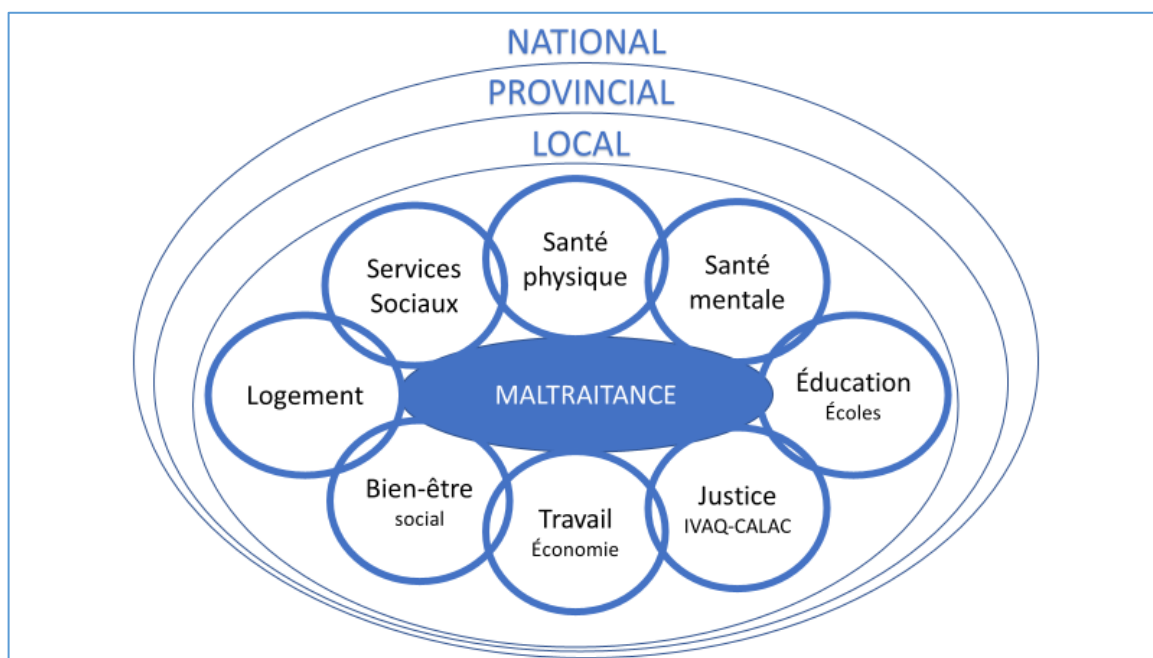 NATIONAL
PROVINCIAL
LOCAL
Services
Sociaux
Santé
physique
Santé
mentale
Logement
MALTRAITANCE
Éducation
Écoles
Bien-être
social
Travail
Économie
Justice
IVAQ-CALAC